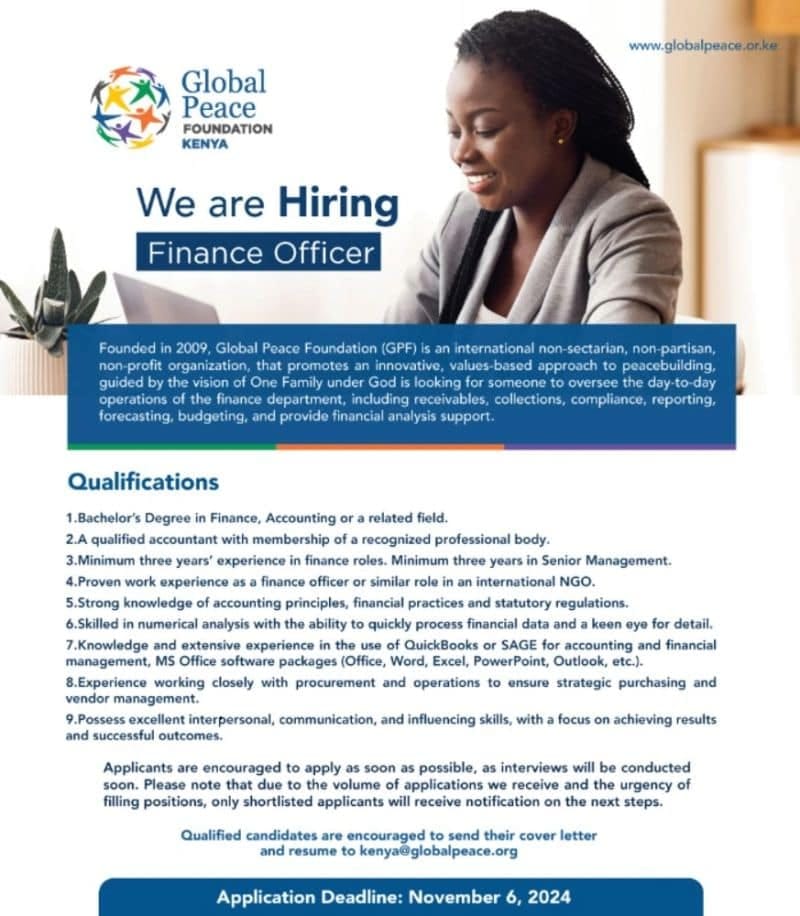 www.globalpeace.or.ke
Global
Peace
FOUNDATION
KENYA
We are Hiring
Finance Officer
Founded in 2009, Global Peace Foundation (GPF) is an international non-sectarian, non-partisan,
non-profit organization, that promotes an innovative, values-based approach to peacebuilding,
guided by the vision of One Family under God is looking for someone to oversee the day-to-day
operations of the finance department, including receivables, collections, compliance, reporting,
forecasting, budgeting, and provide financial analysis support.
Qualifications
1.Bachelor's Degree in Finance, Accounting or a related field.
2.A qualified accountant with membership of a recognized professional body.
3.Minimum three years' experience in finance roles. Minimum three years in Senior Management.
4.Proven work experience as a finance officer or similar role in an international NGO.
5.Strong knowledge of accounting principles, financial practices and statutory regulations.
6.Skilled in numerical analysis with the ability to quickly process financial data and a keen eye for detail.
7.Knowledge and extensive experience in the use of QuickBooks or SAGE for accounting and financial
management, MS Office software packages (Office, Word, Excel, PowerPoint, Outlook, etc.).
8.Experience working closely with procurement and operations to ensure strategic purchasing and
vendor management.
9.Possess excellent interpersonal, communication, and influencing skills, with a focus on achieving results
and successful outcomes.
Applicants are encouraged to apply as soon as possible, as interviews will be conducted
soon. Please note that due to the volume of applications we receive and the urgency of
filling positions, only shortlisted applicants will receive notification on the next steps.
Qualified candidates are encouraged to send their cover letter
and resume to kenya@globalpeace.org
Application Deadline: November 6, 2024